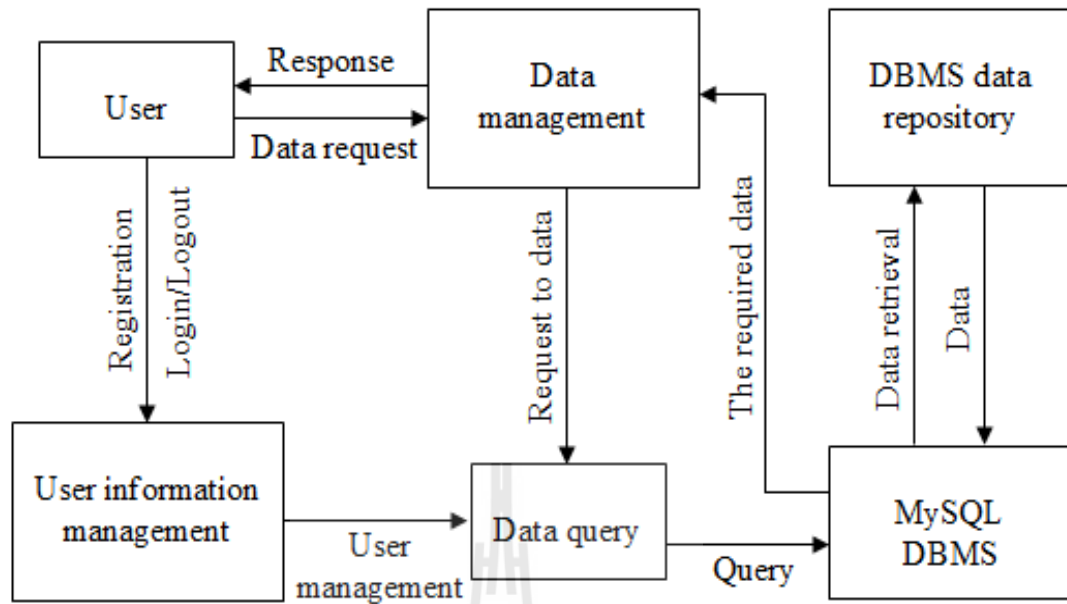 User
Response
Data request
Data
management
DBMS data
repository
Registration
Login/Logout
Request to data
The required data
Data retrieval
Data
User information
management
User
management
Data query
Query
MySQL
DBMS